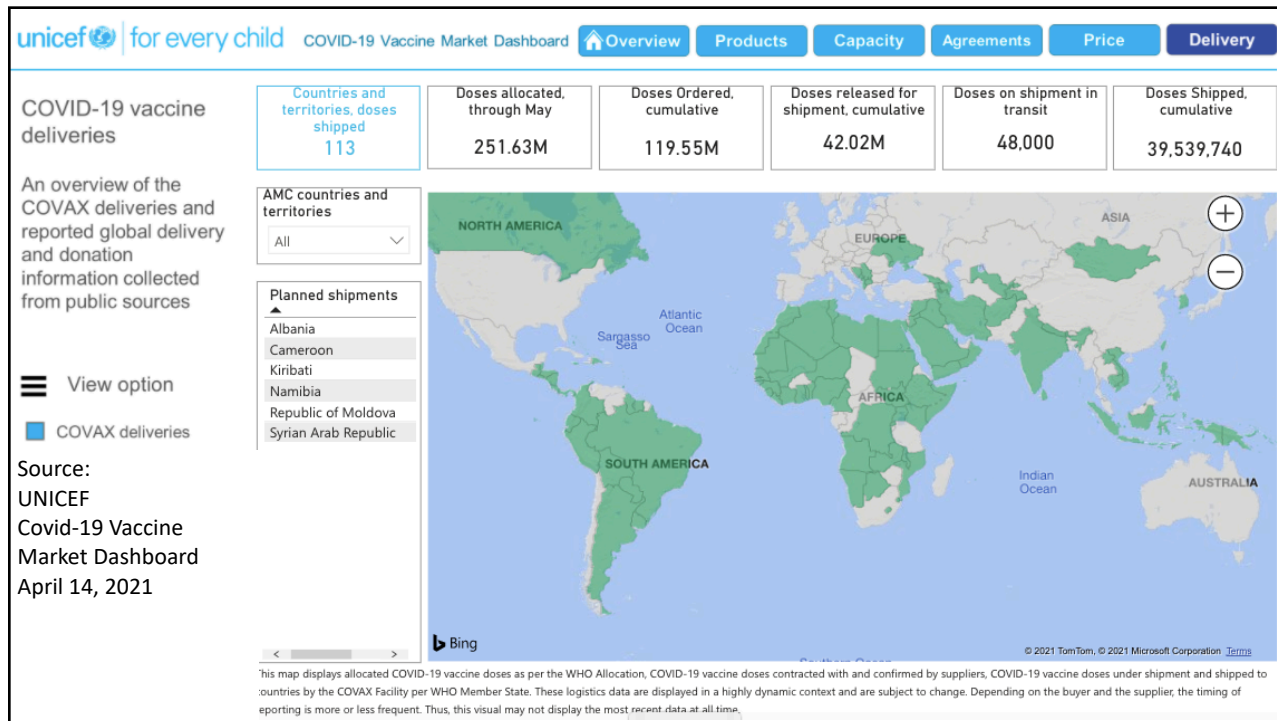 unicef for every child COVID-19 Vaccine Market Dashboard Overview Products Capacity Agreements Price Delivery
COVID-19 vaccine
deliveries
An overview of the
COVAX deliveries and
reported global delivery
and donation
information collected
from public sources
View option
COVAX deliveries
Source:
UNICEF
Covid-19 Vaccine
Market Dashboard
April 14, 2021
Countries and
territories, doses
shipped
113
Doses allocated,
through May
251.63M
Doses Ordered,
cumulative
119.55M
Doses released for
shipment, cumulative
42.02M
Doses on shipment in
transit
48,000
Doses Shipped,
cumulative
39,539,740
AMC countries and
territories
All
Planned shipments
Albania
Cameroon
Kiribati
Namibia
Republic of Moldova
Syrian Arab Republic
NORTH AMERICA
EUROPE
ASIA
Atlantic
Ocean
Sargasso
Sea
AFRICA
SOUTH AMERICA
Indian
Ocean
AUSTRALIA
Bing
Southern Ocean
© 2021 TomTom, © 2021 Microsoft Corporation Terms
This map displays allocated COVID-19 vaccine doses as per the WHO Allocation, COVID-19 vaccine doses contracted with and confirmed by suppliers, COVID-19 vaccine doses under shipment and shipped to
countries by the COVAX Facility per WHO Member State. These logistics data are displayed in a highly dynamic context and are subject to change. Depending on the buyer and the supplier, the timing of
reporting is more or less frequent. Thus, this visual may not display the most recent data at all time.